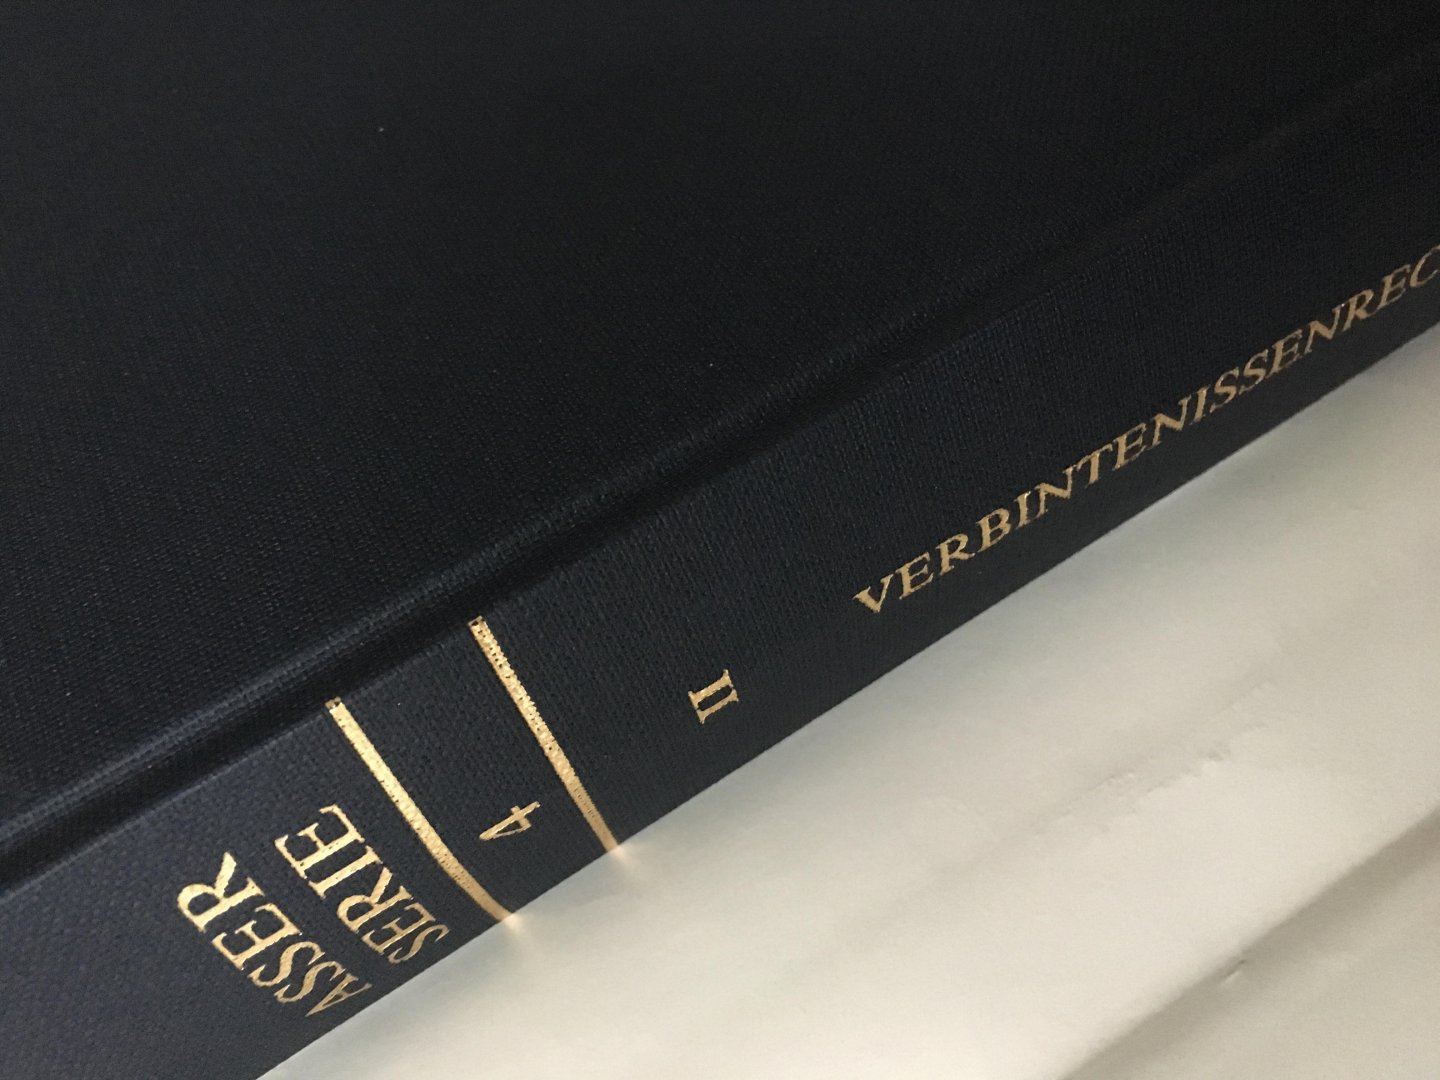 ASSER
SERIE
4
II
VERBINTENISSENREC